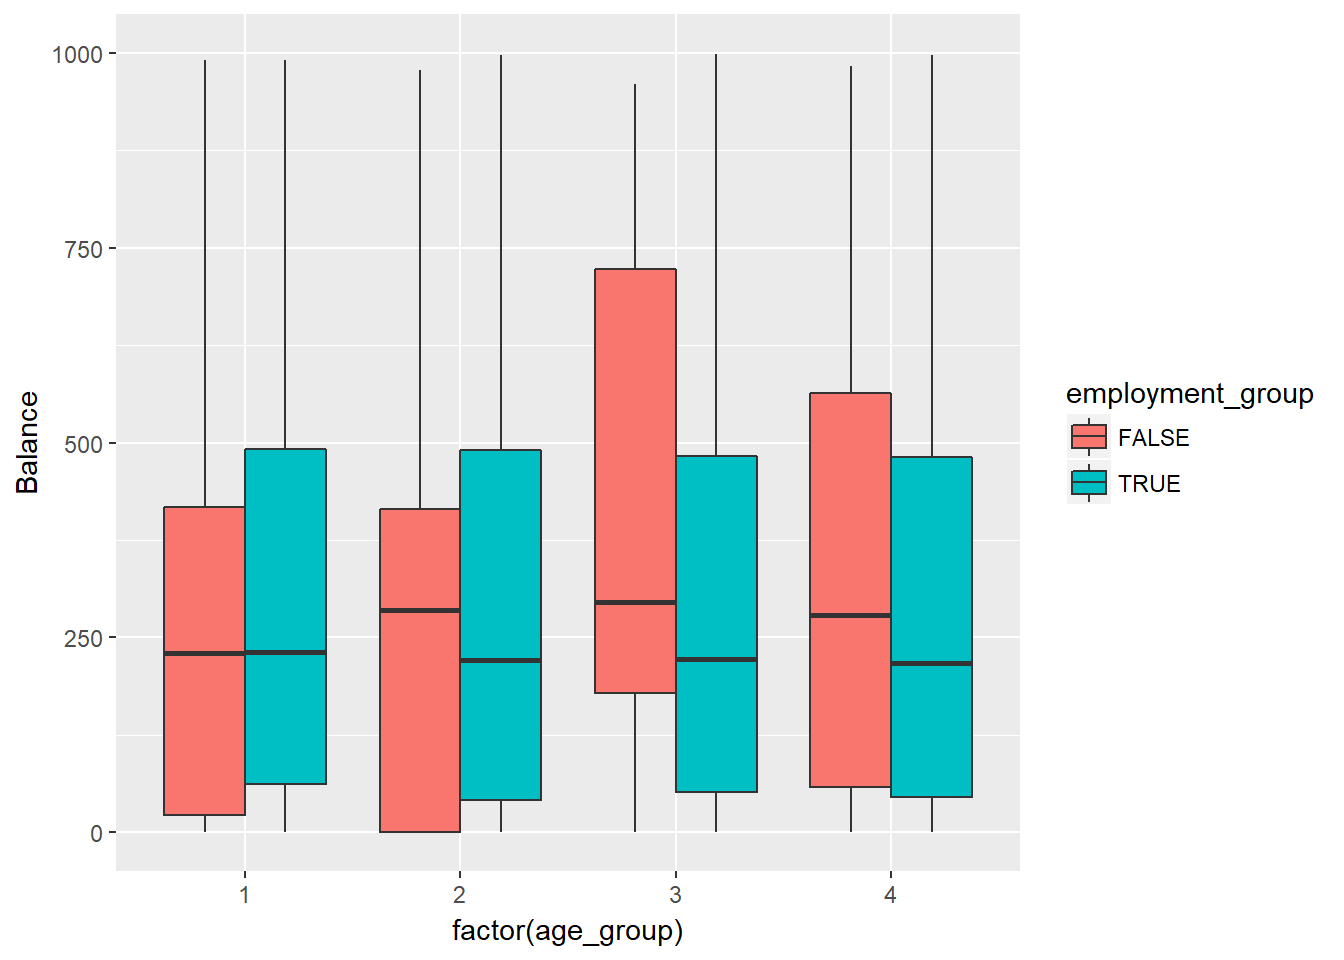 1000
750
500
250
0
Balance
1 2 3 4
factor(age_group)
employment_group
FALSE
TRUE